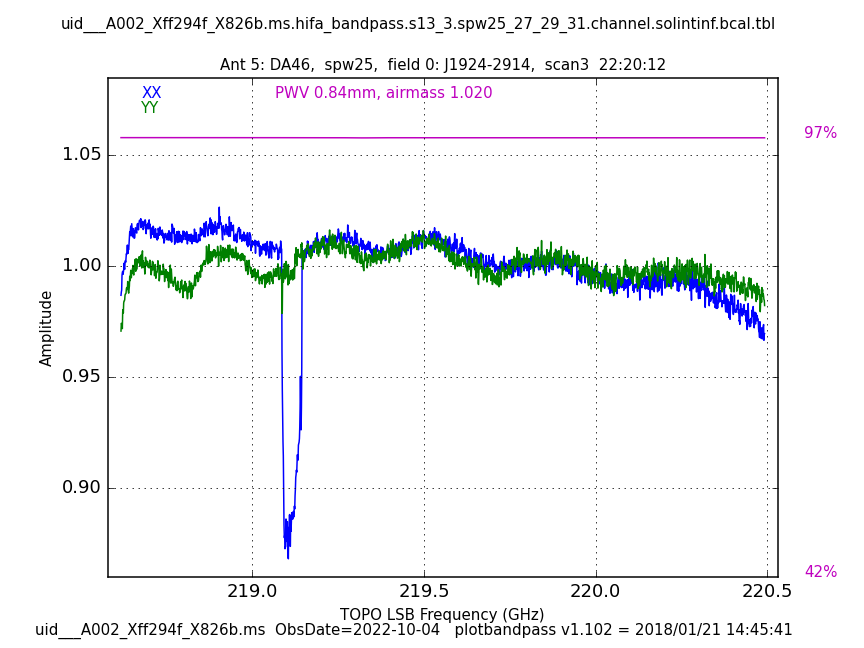 uid___A002_Xff294f_X826b.ms.hifa_bandpass.s13_3.spw25_27_29_31.channel.solintinf.bcal.tbl
Ant 5: DA46,  spw25,  field 0: J1924-2914,  scan3  22:20:12
XX
PWV 0.84mm, airmass 1.020
YY
97%
1.05
1.00
0.95
0.90
Amplitude
42%
219.0
219.5
220.0
220.5
TOPO LSB Frequency (GHz)
uid___A002_Xff294f_X826b.ms  ObsDate=2022-10-04   plotbandpass v1.102 = 2018/01/21 14:45:41